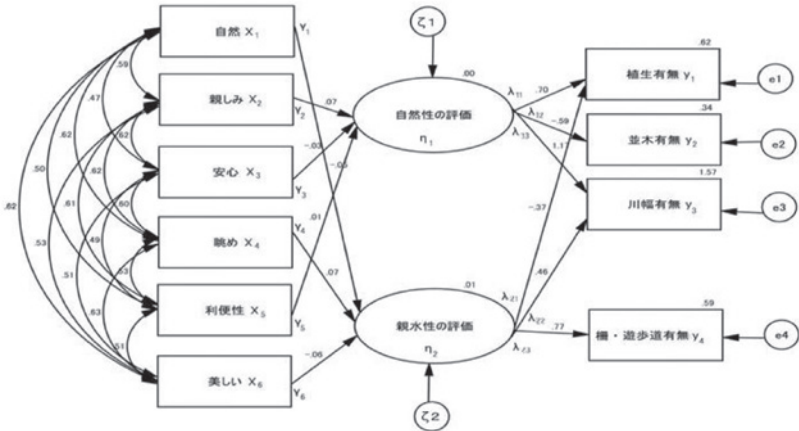 ζ1
自然 X1
γ1
.00
.62
植生有無 y1
e1
.59
λ11
.70
親しみ X2
γ2
.07
自然性の評価
η1
λ12
-.59
λ13
1.17
.34
並木有無 y2
e2
.47
.62
.62
-.03
-.05
安心 X3
γ3
1.57
川幅有無 y3
e3
.50
.62
.60
.62
.61
-.37
眺め X4
γ4
.01
.07
.46
.53
.49
.53
.01
λ21
.51
利便性 X5
γ5
親水性の評価
η2
λ22
λ23
.77
.59
柵・遊歩道有無 y4
e4
.63
.51
-.06
美しい X6
γ6
ζ2